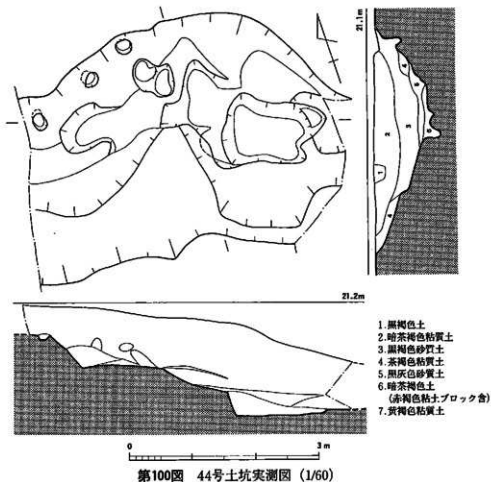 21.1m
21.2m
1.黒褐色土
2.暗茶褐色粘質土
3.黒褐色砂質土
4.茶褐色粘質土
5.黒灰色砂質土
6.暗茶褐色土
(赤褐色粘土ブロック含)
7.黄褐色粘質土
0 3 m
第100図 44号土坑実測図 (1/60)